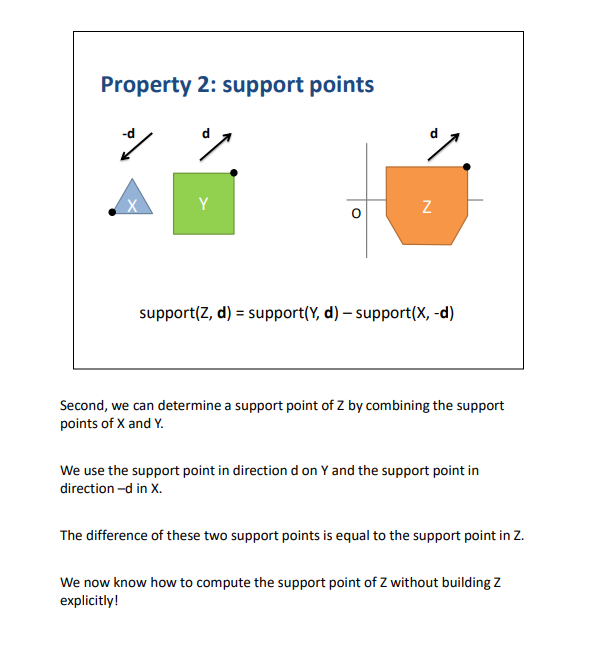 Property 2: support points
-d
d
d
X
Y
Z
O
support(Z, d) = support(Y, d) – support(X, -d)
Second, we can determine a support point of Z by combining the support
points of X and Y.
We use the support point in direction d on Y and the support point in
direction –d in X.
The difference of these two support points is equal to the support point in Z.
We now know how to compute the support point of Z without building Z
explicitly!